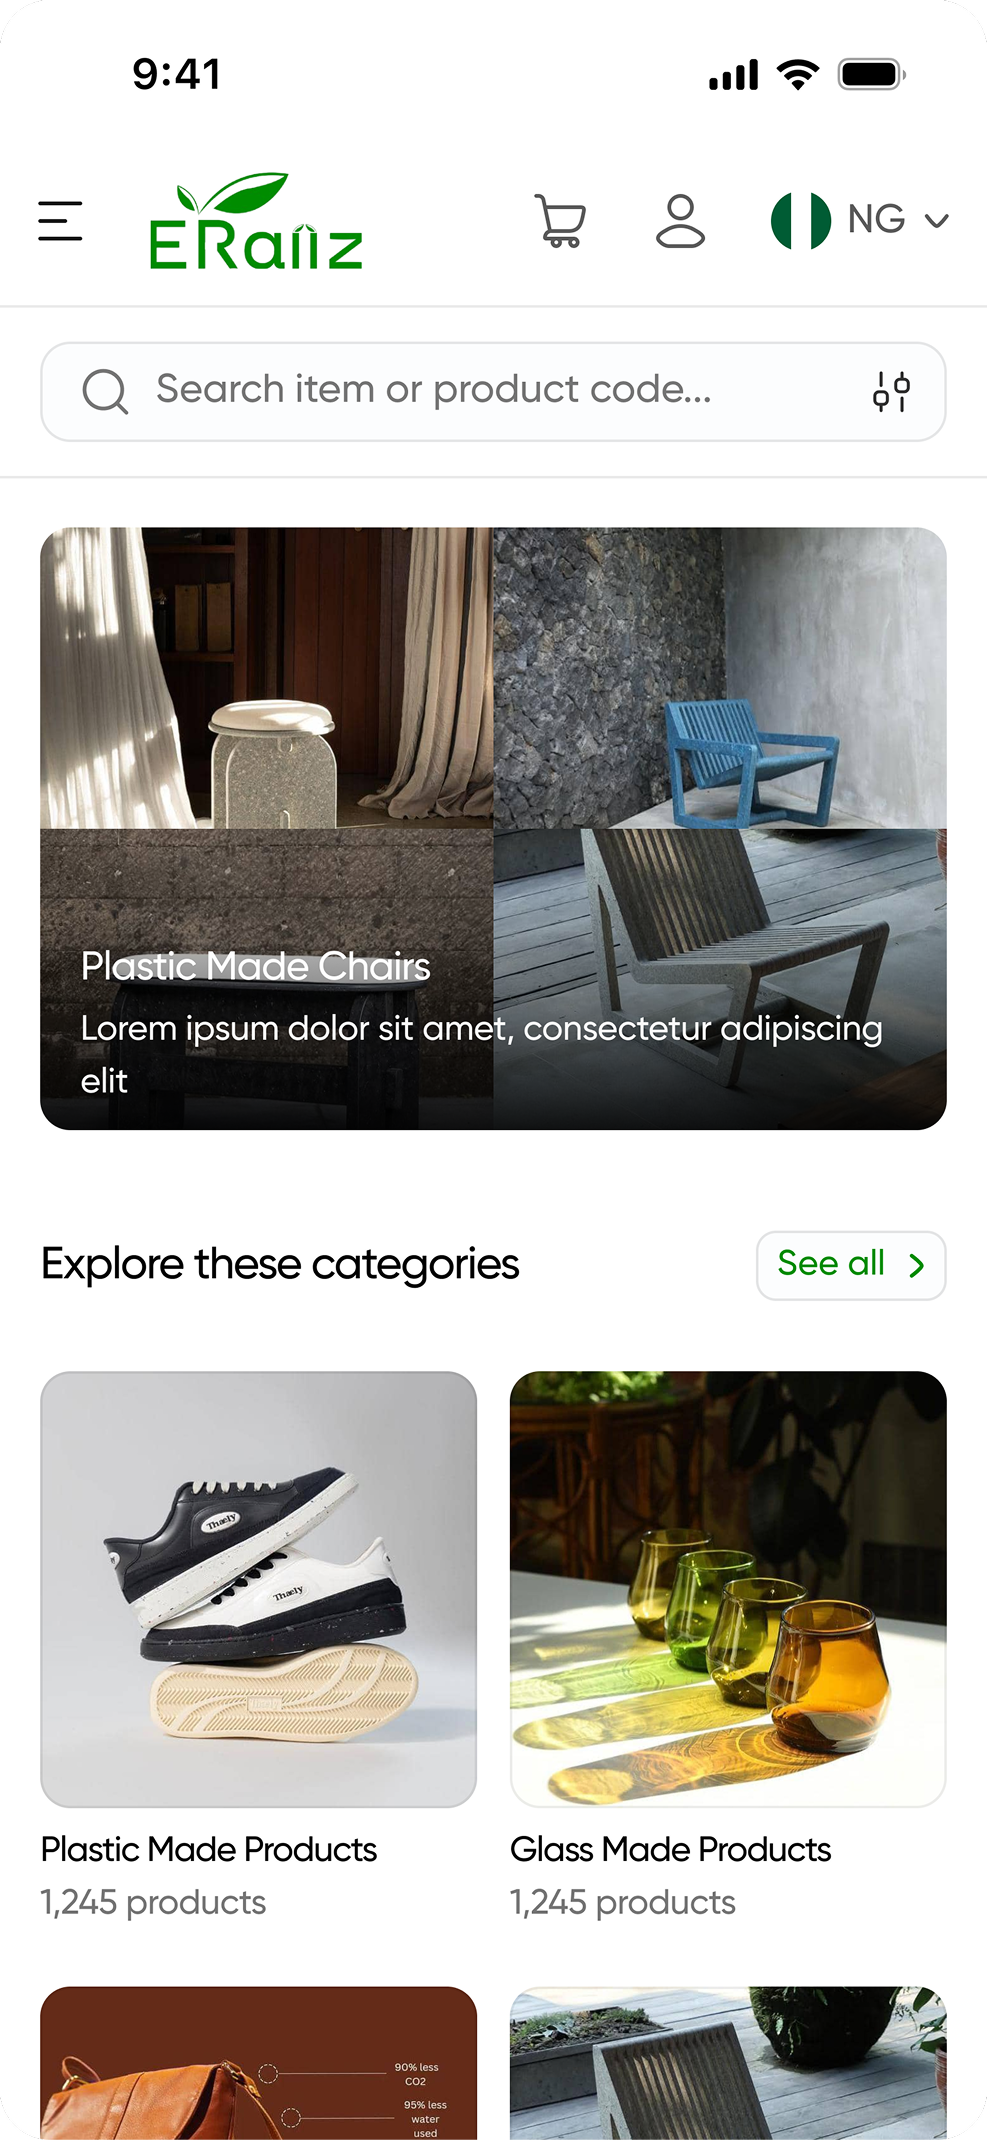 9:41
ERaiiz
NG
Search item or product code...
Plastic Made Chairs
Lorem ipsum dolor sit amet, consectetur adipiscing
elit
Explore these categories
See all
Thaely
Thaely
Plastic Made Products
1,245 products
Glass Made Products
1,245 products
90% less
CO2
95% less
water
used